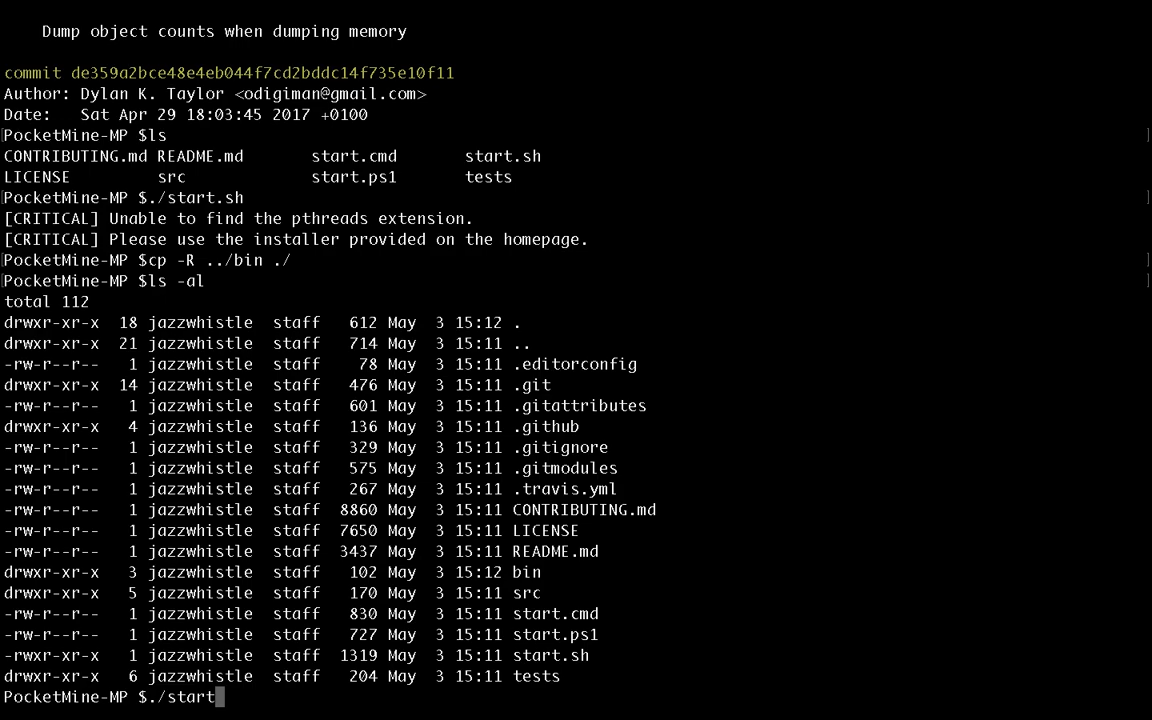 Dump object counts when dumping memory
commit de359a2bce48e4eb044f7cd2bddc14f735e10f11
Author: Dylan K. Taylor <odigiman@gmail.com>
Date:   Sat Apr 29 18:03:45 2017 +0100
PocketMine-MP $ls
CONTRIBUTING.md README.md       start.cmd       start.sh
LICENSE         src             start.ps1       tests
PocketMine-MP $./start.sh
[CRITICAL] Unable to find the pthreads extension.
[CRITICAL] Please use the installer provided on the homepage.
PocketMine-MP $cp -R ../bin ./
PocketMine-MP $ls -al
total 112
drwxr-xr-x  18 jazzwhistle  staff   612 May  3 15:12 .
drwxr-xr-x  21 jazzwhistle  staff   714 May  3 15:11 ..
-rw-r--r--   1 jazzwhistle  staff    78 May  3 15:11 .editorconfig
drwxr-xr-x  14 jazzwhistle  staff   476 May  3 15:11 .git
-rw-r--r--   1 jazzwhistle  staff   601 May  3 15:11 .gitattributes
drwxr-xr-x   4 jazzwhistle  staff   136 May  3 15:11 .github
-rw-r--r--   1 jazzwhistle  staff   329 May  3 15:11 .gitignore
-rw-r--r--   1 jazzwhistle  staff   575 May  3 15:11 .gitmodules
-rw-r--r--   1 jazzwhistle  staff   267 May  3 15:11 .travis.yml
-rw-r--r--   1 jazzwhistle  staff  8860 May  3 15:11 CONTRIBUTING.md
-rw-r--r--   1 jazzwhistle  staff  7650 May  3 15:11 LICENSE
-rw-r--r--   1 jazzwhistle  staff  3437 May  3 15:11 README.md
drwxr-xr-x   3 jazzwhistle  staff   102 May  3 15:12 bin
drwxr-xr-x   5 jazzwhistle  staff   170 May  3 15:11 src
-rw-r--r--   1 jazzwhistle  staff   830 May  3 15:11 start.cmd
-rw-r--r--   1 jazzwhistle  staff   727 May  3 15:11 start.ps1
-rwxr-xr-x   1 jazzwhistle  staff  1319 May  3 15:11 start.sh
drwxr-xr-x   6 jazzwhistle  staff   204 May  3 15:11 tests
PocketMine-MP $./start